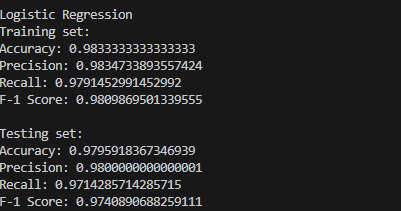 Logistic Regression
Training set:
Accuracy: 0.9833333333333333
Precision: 0.9834733893557424
Recall: 0.9791452991452992
F-1 Score: 0.9809869501339555

Testing set:
Accuracy: 0.9795918367346939
Precision: 0.9800000000000001
Recall: 0.9714285714285715
F-1 Score: 0.9740890688259111